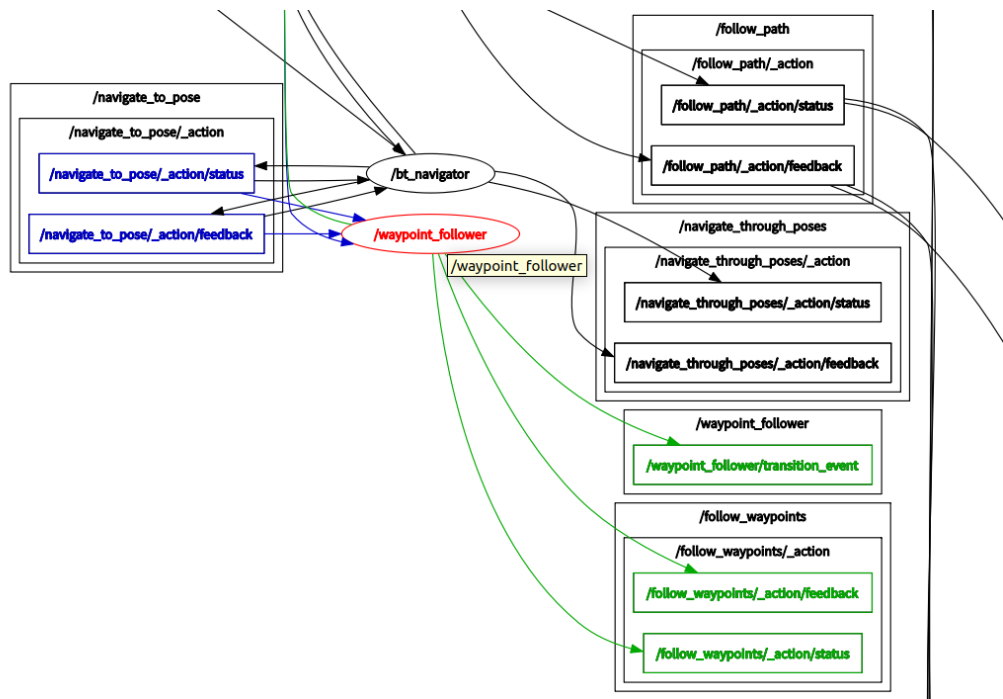 /navigate_to_pose
/navigate_to_pose/_action
/navigate_to_pose/_action/status
/navigate_to_pose/_action/feedback
/bt_navigator
/waypoint_follower
/waypoint_follower
/follow_path
/follow_path/_action
/follow_path/_action/status
/follow_path/_action/feedback
/navigate_through_poses
/navigate_through_poses/_action
/navigate_through_poses/_action/status
/navigate_through_poses/_action/feedback
/waypoint_follower
/waypoint_follower/transition_event
/follow_waypoints
/follow_waypoints/_action
/follow_waypoints/_action/feedback
/follow_waypoints/_action/status